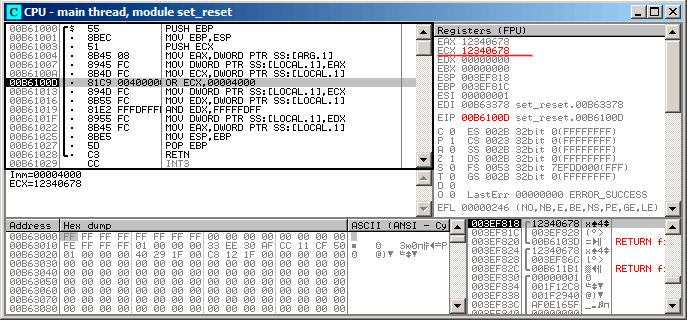 C CPU - main thread, module set_reset
00B61000 $ 55 PUSH EBP
00B61001 . 8BEC MOV EBP,ESP
00B61003 . 51 PUSH ECX
00B61004 . 8B45 08 MOV EAX,DWORD PTR SS:[ARG.1]
00B61007 . 8945 FC MOV DWORD PTR SS:[LOCAL.1],EAX
00B6100A . 8B4D FC MOV ECX,DWORD PTR SS:[LOCAL.1]
00B6100D . 81C9 00400000 OR ECX,00004000
00B61013 . 894D FC MOV DWORD PTR SS:[LOCAL.1],ECX
00B61016 . 8B55 FC MOV EDX,DWORD PTR SS:[LOCAL.1]
00B61019 . 81E2 FFFDFFFF AND EDX,FFFFFDFF
00B6101F . 8955 FC MOV DWORD PTR SS:[LOCAL.1],EDX
00B61022 . 8B45 FC MOV EAX,DWORD PTR SS:[LOCAL.1]
00B61025 . 8BE5 MOV ESP,EBP
00B61027 . 5D POP EBP
00B61028 . C3 RETN
00B61029 CC INT3
Imm=00004000
ECX=12340678
Registers (FPU)
EAX 12340678
ECX 12340678
EDX 00000000
EBX 00000000
ESP 003EF818
EBP 003EF81C
ESI 00000001
EDI 00B63378 set_reset.00B63378
EIP 00B6100D set_reset.00B6100D
C 0 ES 002B 32bit 0(FFFFFFFF)
P 1 CS 0023 32bit 0(FFFFFFFF)
A 0 SS 002B 32bit 0(FFFFFFFF)
Z 1 DS 002B 32bit 0(FFFFFFFF)
S 0 FS 0053 32bit 7EFDD000(FFF)
T 0 GS 002B 32bit 0(FFFFFFFF)
D 0
O 0 LastErr 00000000 ERROR_SUCCESS
EFL 00000246 (NO,NB,E,BE,NS,PE,GE,LE)
Address Hex dump ASCII (ANSI - Cy
00B63000 FF FF FF FF FF FF FF FF FF FF FF FF FF FF FF FF
00B63010 FE FF FF FF 01 00 00 00 33 EE 30 AF CC 11 CF 50
00B63020 01 00 00 00 40 29 1F 00 C8 12 1F 00 00 00 00 00
00B63030 00 00 00 00 00 00 00 00 00 00 00 00 00 00 00 00
00B63040 00 00 00 00 00 00 00 00 00 00 00 00 00 00 00 00
00B63050 00 00 00 00 00 00 00 00 00 00 00 00 00 00 00 00
00B63060 00 00 00 00 00 00 00 00 00 00 00 00 00 00 00 00
00B63070 00 00 00 00 00 00 00 00 00 00 00 00 00 00 00 00
00B63080 00 00 00 00 00 00 00 00 00 00 00 00 00 00 00 00
003EF818 12340678
003EF81C 003EF828
003EF820 00B6103D RETURN f
003EF824 12340678
003EF828 003EF86C
003EF82C 00B611B1 RETURN f
003EF830 00000001
003EF834 001F12C8
003EF838 001F2940
003EF83C AF0E165F